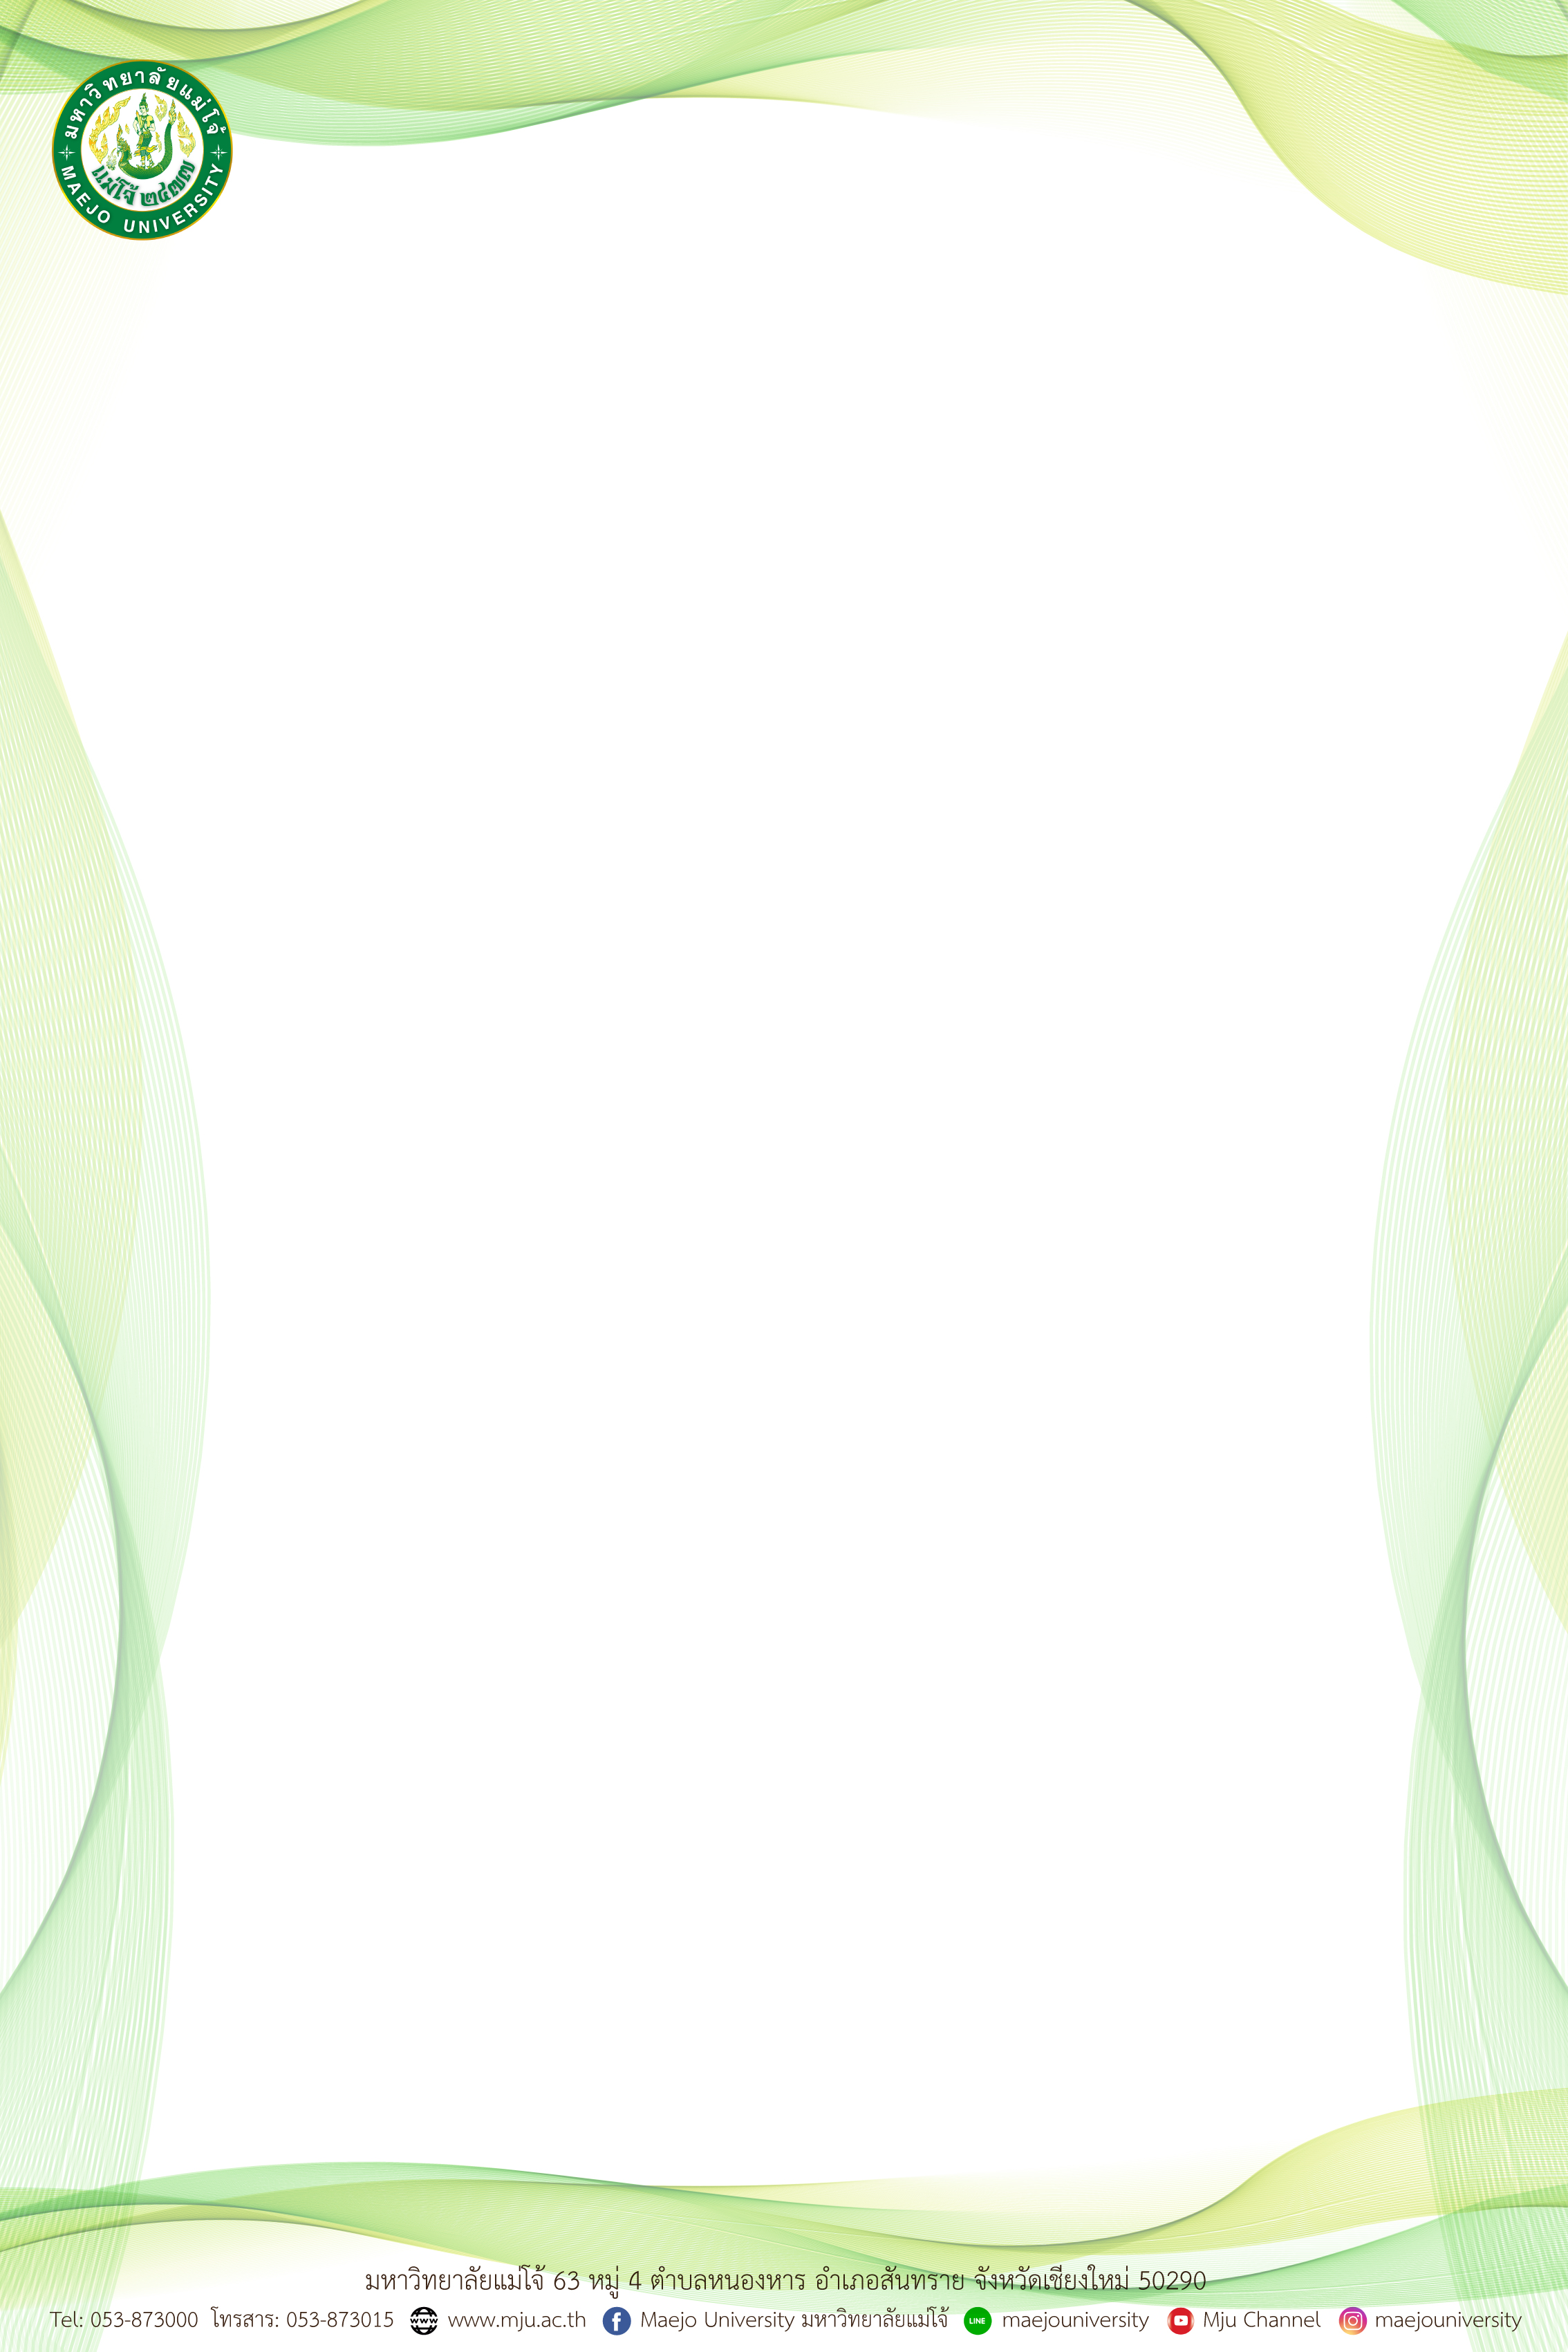 มหาวิทยาลัยแม่โจ้
แม่โจ้ ๒๔๗๗
MAEJO UNIVERSITY
มหาวิทยาลัยแม่โจ้ 63 หมู่ 4 ตำบลหนองหาร อำเภอสันทราย จังหวัดเชียงใหม่ 50290
Tel: 053-873000 โทรสาร: 053-873015 www www.mju.ac.th f Maejo University มหาวิทยาลัยแม่โจ้ LINE maejouniversity Mju Channel maejouniversity